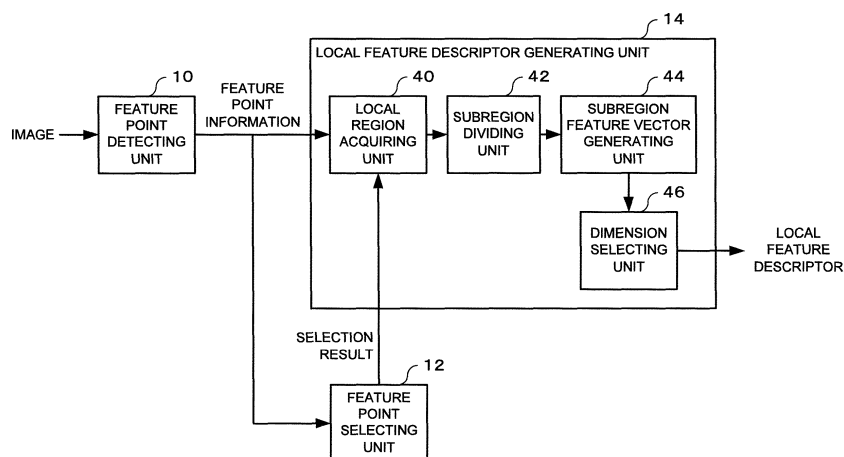 14
LOCAL FEATURE DESCRIPTOR GENERATING UNIT
10
FEATURE
POINT
DETECTING
UNIT
IMAGE
FEATURE
POINT
INFORMATION
40
LOCAL
REGION
ACQUIRING
UNIT
42
SUBREGION
DIVIDING
UNIT
44
SUBREGION
FEATURE VECTOR
GENERATING
UNIT
46
DIMENSION
SELECTING
UNIT
LOCAL
FEATURE
DESCRIPTOR
SELECTION
RESULT
12
FEATURE
POINT
SELECTING
UNIT